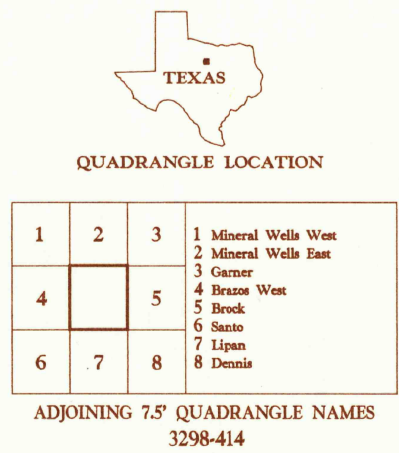 TEXAS
QUADRANGLE LOCATION
1 2 3
4 5
6 7 8
1 Mineral Wells West
2 Mineral Wells East
3 Garner
4 Brazos West
5 Brock
6 Santo
7 Lipan
8 Dennis
ADJOINING 7.5' QUADRANGLE NAMES
3298-414